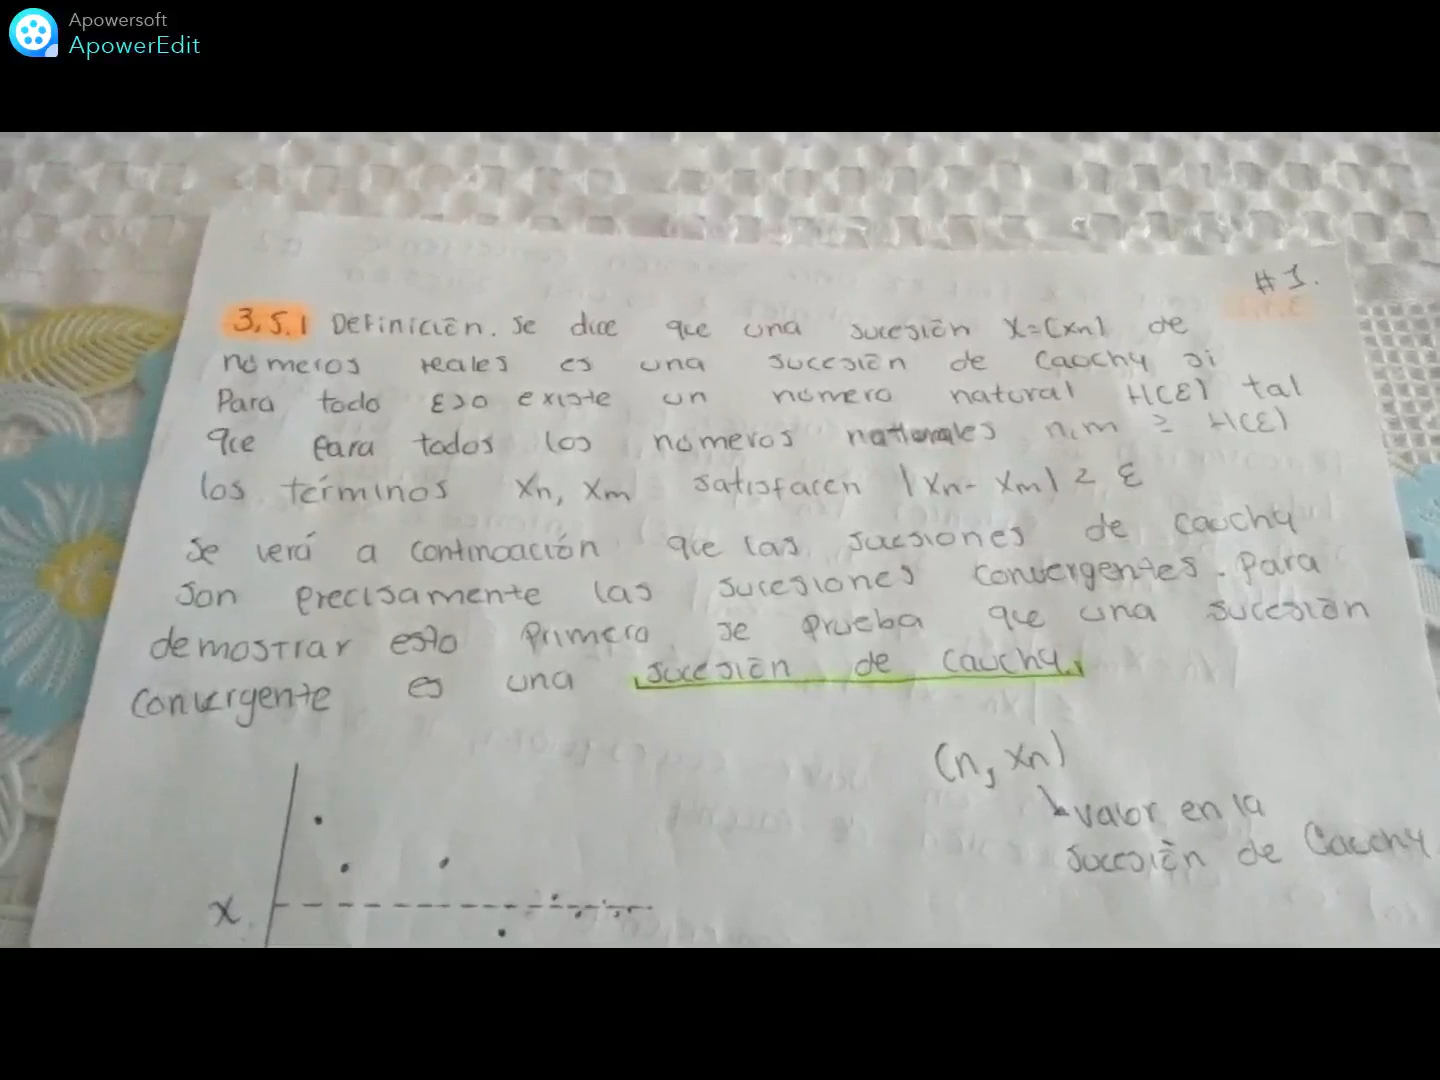 Apowersoft
ApowerEdit
#1.
3.5.1 Definición. Se dice que una sucesión X=(xn) de
números reales es una sucesión de Cauchy si
Para todo ε>0 existe un número natural H(ε) tal
que para todos los números naturales n,m ≥ H(ε)
los términos xn, xm satisfacen |xn - xm| < ε
Se verá a continuación que las sucsiones de Cauchy
son precisamente las sucesiones convergentes. Para
demostrar esto primero se prueba que una sucesión
convergente es una sucesión de Cauchy.
(n, xn)
valor en la
sucesión de Cauchy
x